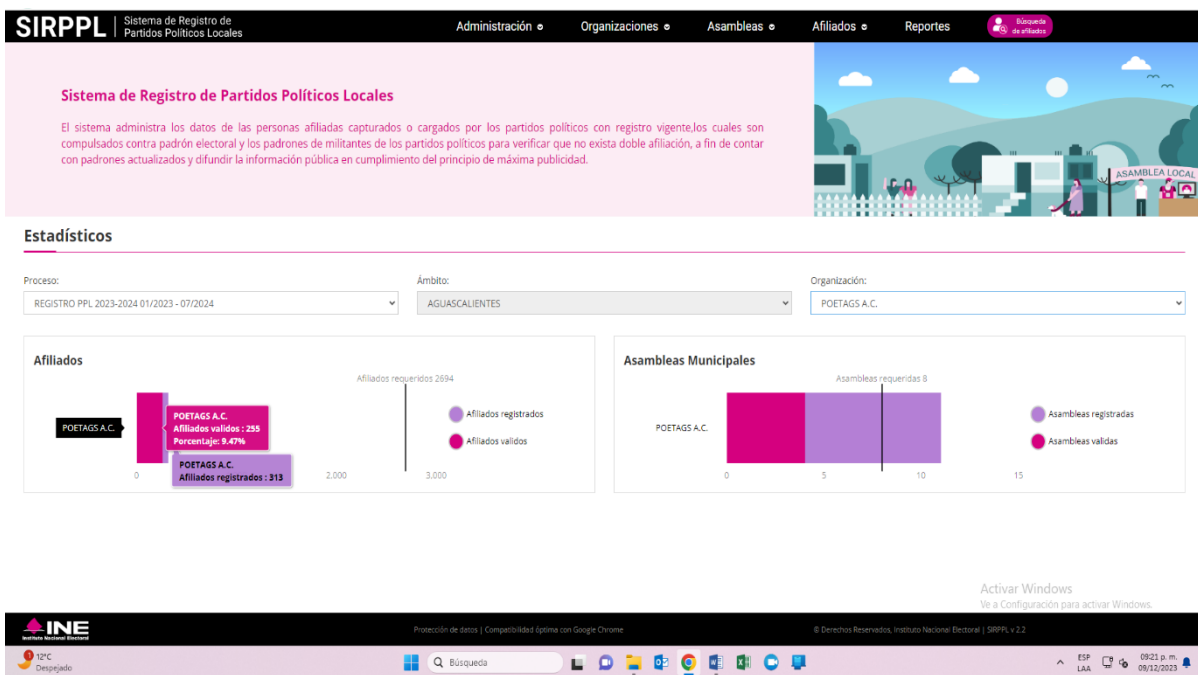 SIRPPL
Sistema de Registro de
Partidos Políticos Locales
Administración
Organizaciones
Asambleas
Afiliados
Reportes
Búsqueda
de afiliados
Sistema de Registro de Partidos Políticos Locales
El sistema administra los datos de las personas afiliadas capturados o cargados por los partidos políticos con registro vigente,los cuales son
compulsados contra padrón electoral y los padrones de militantes de los partidos políticos para verificar que no exista doble afiliación, a fin de contar
con padrones actualizados y difundir la información pública en cumplimiento del principio de máxima publicidad.
ASAMBLEA LOCAL
Estadísticos
Proceso:
Ámbito:
Organización:
REGISTRO PPL 2023-2024 01/2023 - 07/2024
AGUASCALIENTES
POETAGS A.C.
Afiliados
Afiliados requeridos 2694
POETAGS A.C.
POETAGS A.C.
Afiliados validos : 255
Porcentaje: 9.47%
POETAGS A.C.
Afiliados registrados : 313
Afiliados registrados
Afiliados validos
0
2,000
3,000
Asambleas Municipales
Asambleas requeridas 8
POETAGS A.C.
Asambleas registradas
Asambleas validas
0
5
10
15
Activar Windows
Ve a Configuración para activar Windows.
INE
Instituto Nacional Electoral
Protección de datos | Compatibilidad óptima con Google Chrome
© Derechos Reservados, Instituto Nacional Electoral | SIRPPL v 2.2
1
12°C
Despejado
Búsqueda
ESP
LAA
09:21 p. m.
09/12/2023